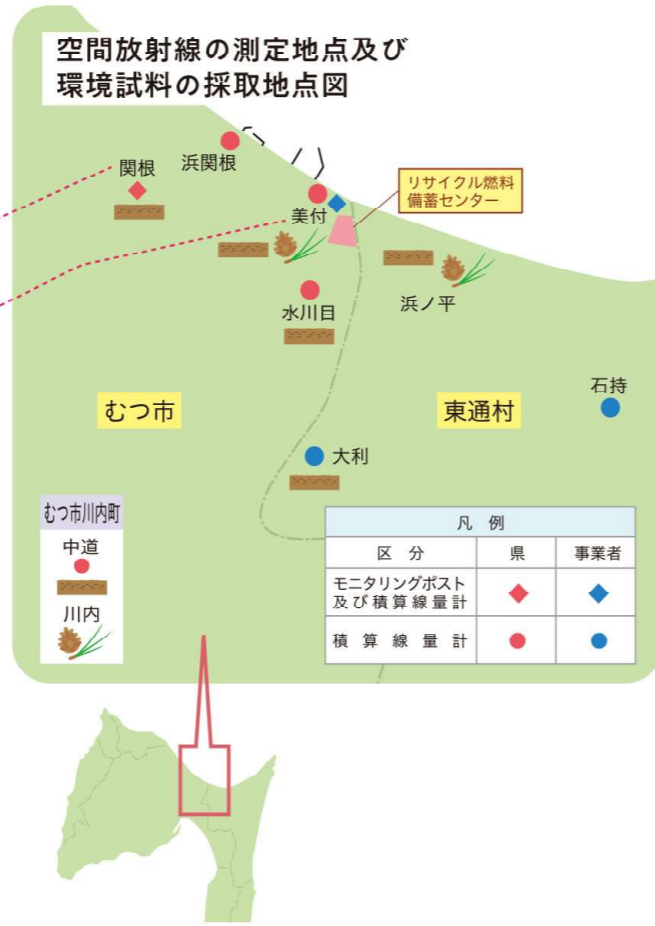 空間放射線の測定地点及び
環境試料の採取地点図
関根
浜関根
リサイクル燃料
備蓄センター
美付
水川目
浜ノ平
石持
むつ市
東通村
大利
むつ市川内町
中道
川内
凡 例
区 分 県 事業者
モニタリングポスト
及び積算線量計
積 算 線 量 計